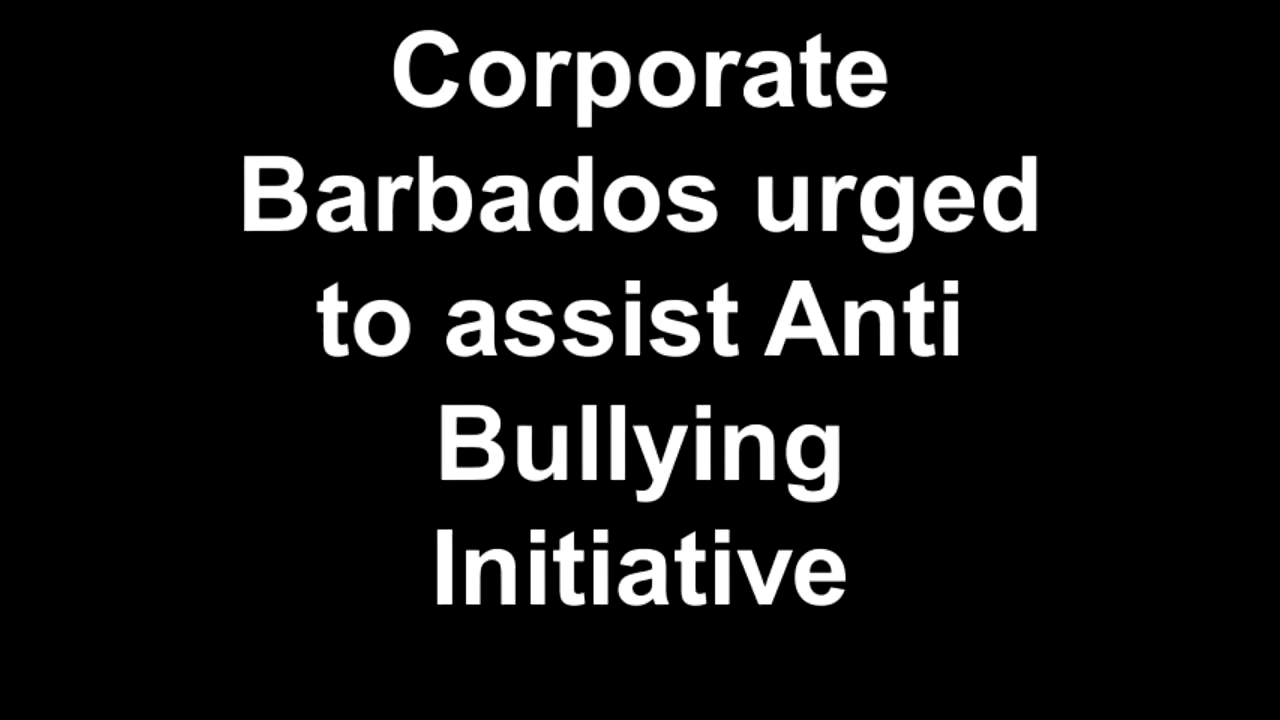 Corporate
Barbados urged
to assist Anti
Bullying
Initiative